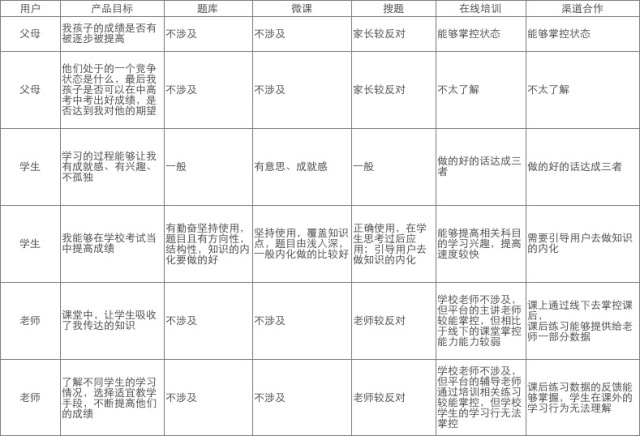 用户 产品目标 题库 微课 搜题 在线培训 渠道合作
父母
我孩子的成绩是否有
被逐步被提高
不涉及
不涉及
家长较反对
能够掌控状态
能够掌控状态
父母
他们处于的一个竞争
状态是什么，最后我
孩子是否可以在中高
考中考出好成绩，是
否达到我对他的期望
不涉及
不涉及
家长较反对
不太了解
不太了解
学生
学习的过程能够让我
有成就感、有兴趣、
不孤独
一般
有意思、成就感
一般
做的好的话达成三
者
做的好的话达成三者
学生
我能够在学校考试当
中提高成绩
有勤奋坚持使用，
题目且有方向性，
结构性，知识的内
化要做的好
坚持使用，覆盖知识
点，题目由浅入深，
一般内化做的比较好
正确使用，在学
生思考过后应
用；引导用户去
做知识的内化
能够提高相关科目
的学习兴趣，提高
速度较快
需要引导用户去做知识
的内化
老师
课堂中，让学生吸收
了我传达的知识
不涉及
不涉及
老师较反对
学校老师不涉及，
但平台的主讲老师
较能掌控，但相比
于线下的课堂掌控
能力能力较弱
课上通过线下去掌控课
后，
课后练习能够提供给老
师一部分数据
老师
了解不同学生的学习
情况，选择适宜教学
手段，不断提高他们
的成绩
不涉及
不涉及
老师较反对
学校老师不涉及，
但平台的辅导老师
通过培训相关练习
较能掌控，但学校
学生的学习行无法
掌控
课后练习数据的反馈能
够掌握，学生在课外的
学习行为无法理解